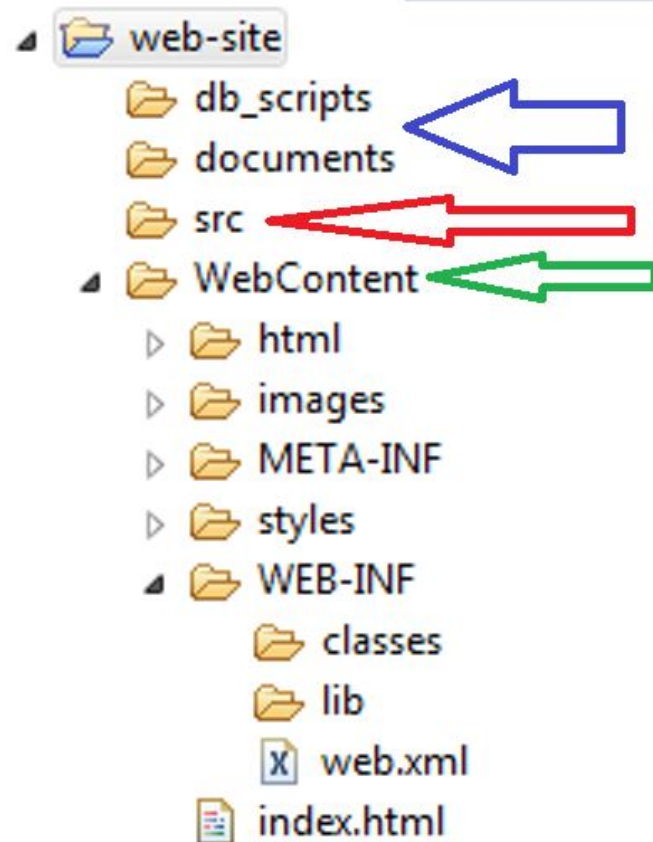 web-site
db_scripts
documents
src
WebContent
html
images
META-INF
styles
WEB-INF
classes
lib
web.xml
index.html